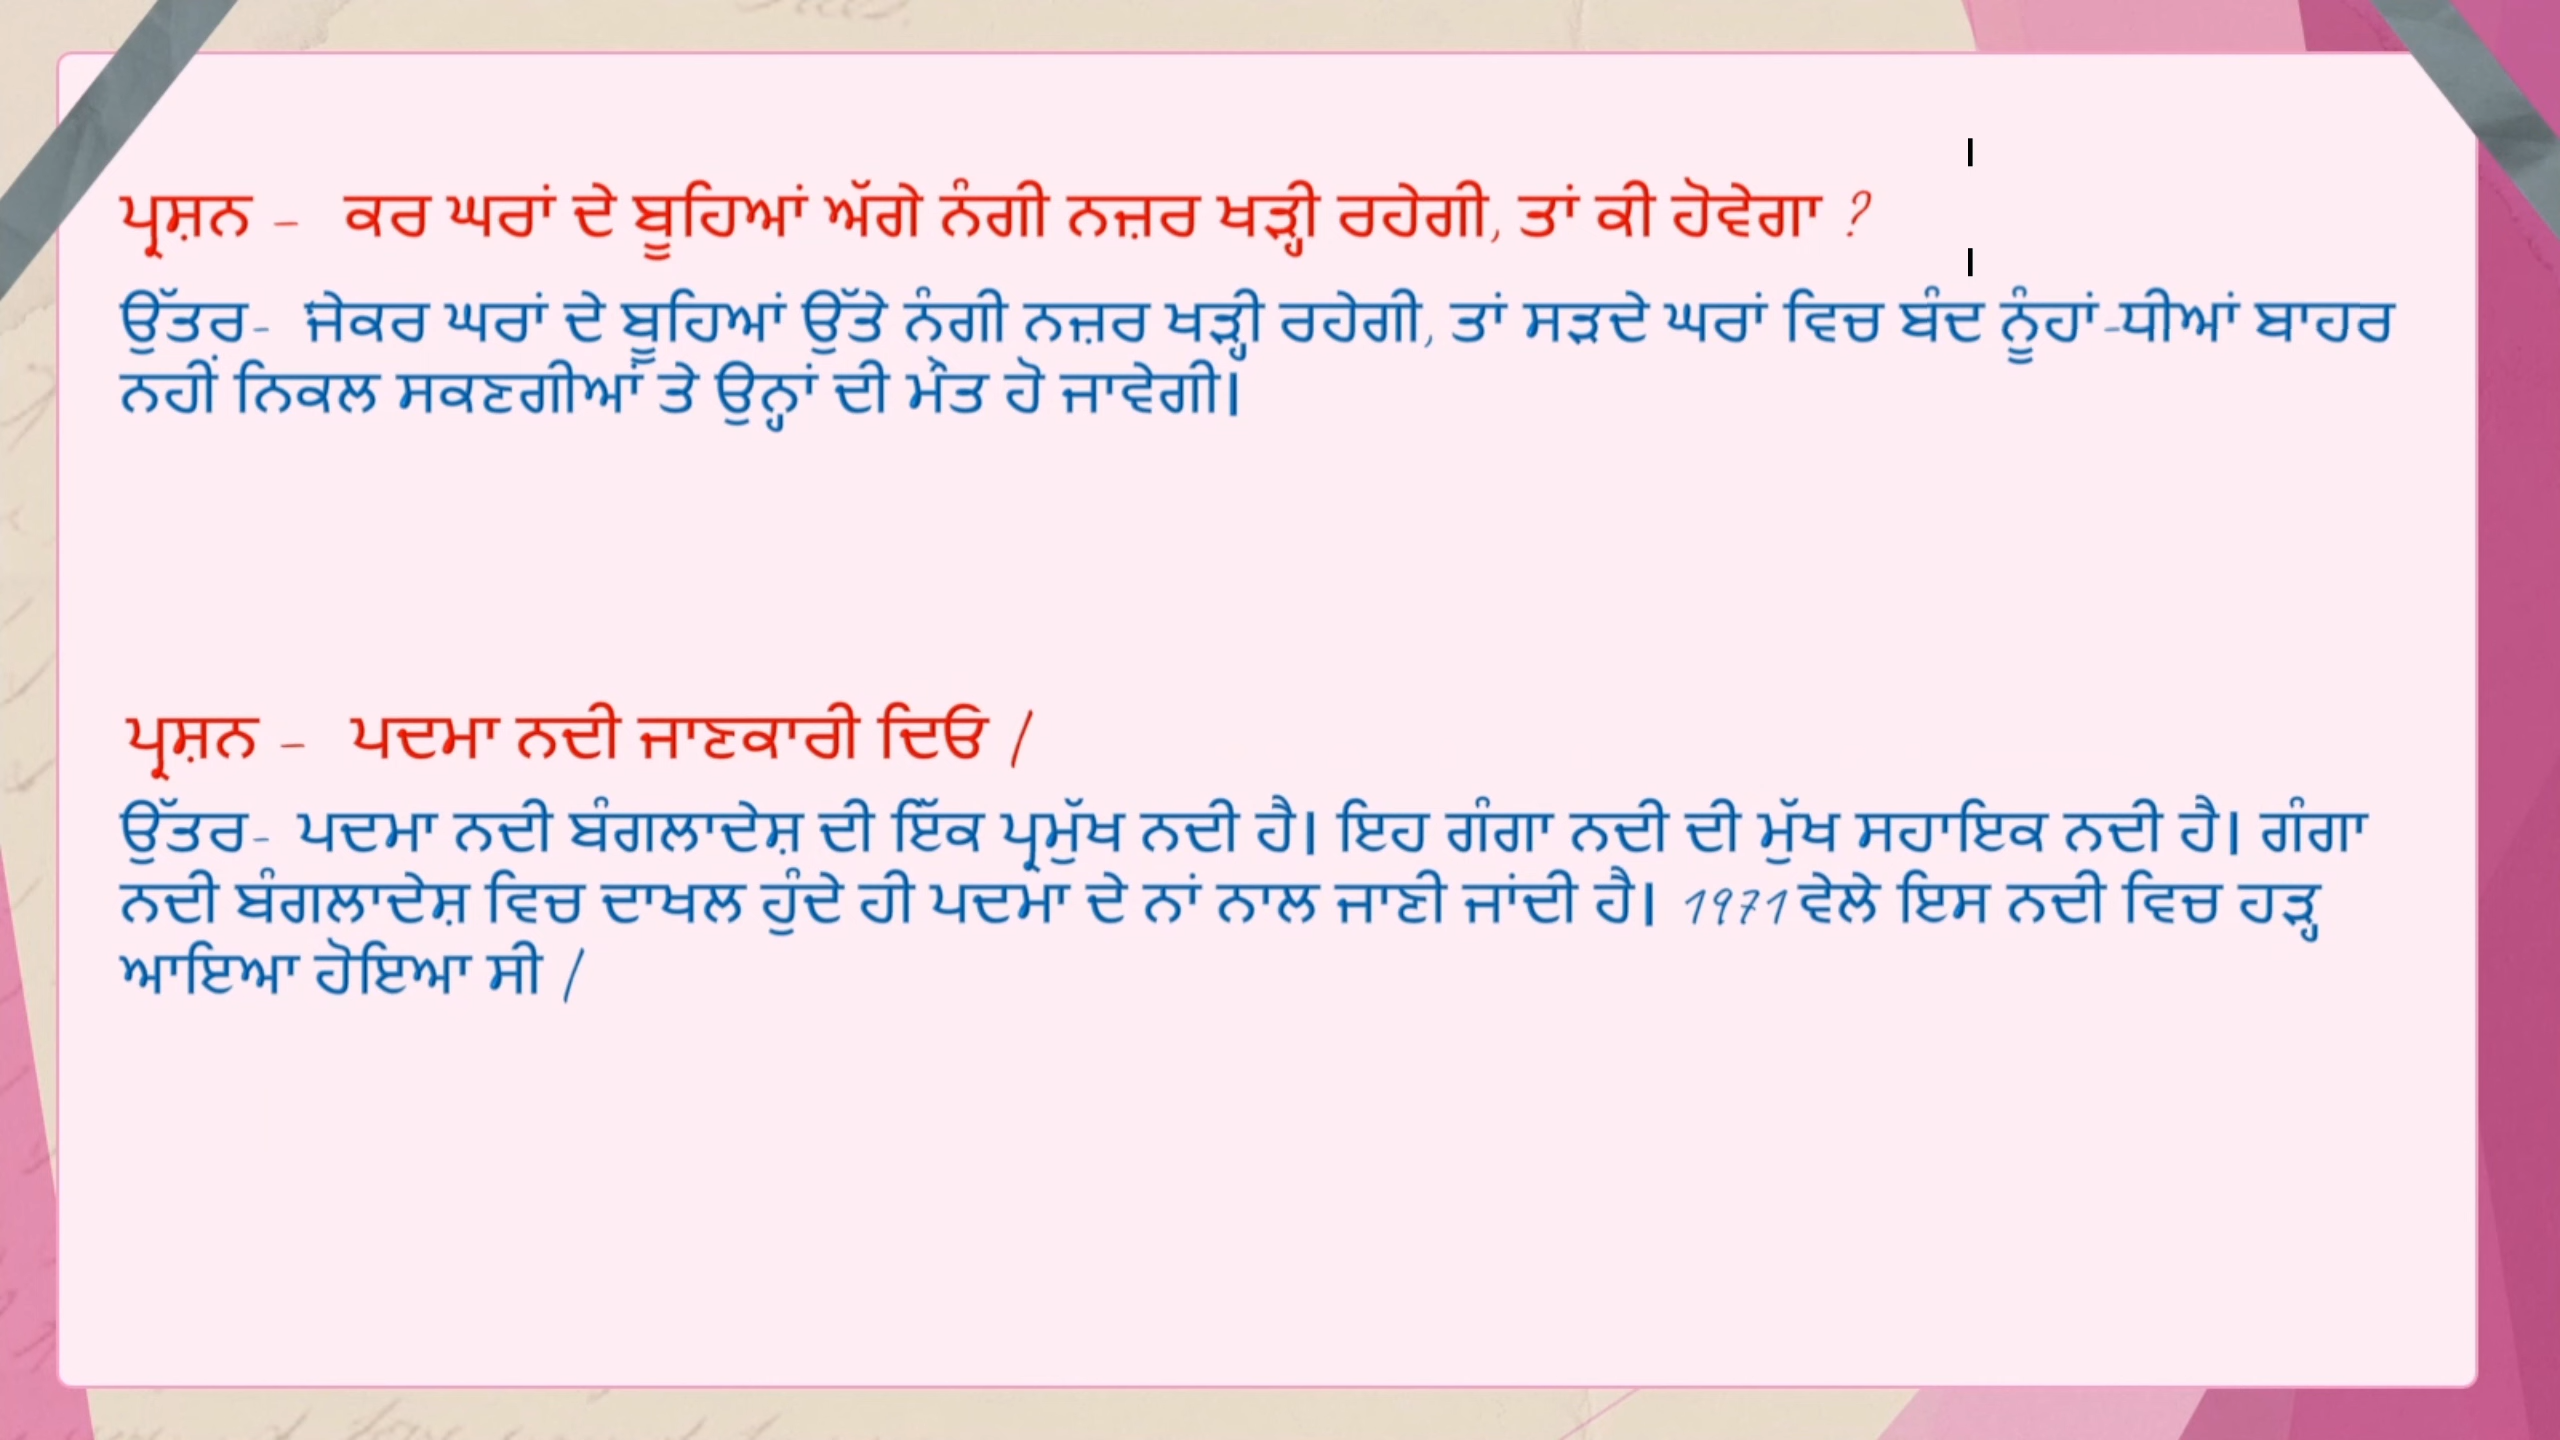 ਪ੍ਰਸ਼ਨ - ਕਰ ਘਰਾਂ ਦੇ ਬੂਹਿਆਂ ਅੱਗੇ ਨੰਗੀ ਨਜ਼ਰ ਖੜ੍ਹੀ ਰਹੇਗੀ, ਤਾਂ ਕੀ ਹੋਵੇਗਾ ?
ਉੱਤਰ- ਜੇਕਰ ਘਰਾਂ ਦੇ ਬੂਹਿਆਂ ਉੱਤੇ ਨੰਗੀ ਨਜ਼ਰ ਖੜ੍ਹੀ ਰਹੇਗੀ, ਤਾਂ ਸੜਦੇ ਘਰਾਂ ਵਿਚ ਬੰਦ ਨੂੰਹਾਂ-ਧੀਆਂ ਬਾਹਰ
ਨਹੀਂ ਨਿਕਲ ਸਕਣਗੀਆਂ ਤੇ ਉਨ੍ਹਾਂ ਦੀ ਮੌਤ ਹੋ ਜਾਵੇਗੀ।
ਪ੍ਰਸ਼ਨ - ਪਦਮਾ ਨਦੀ ਜਾਣਕਾਰੀ ਦਿਓ |
ਉੱਤਰ- ਪਦਮਾ ਨਦੀ ਬੰਗਲਾਦੇਸ਼ ਦੀ ਇੱਕ ਪ੍ਰਮੁੱਖ ਨਦੀ ਹੈ। ਇਹ ਗੰਗਾ ਨਦੀ ਦੀ ਮੁੱਖ ਸਹਾਇਕ ਨਦੀ ਹੈ। ਗੰਗਾ
ਨਦੀ ਬੰਗਲਾਦੇਸ਼ ਵਿਚ ਦਾਖਲ ਹੁੰਦੇ ਹੀ ਪਦਮਾ ਦੇ ਨਾਂ ਨਾਲ ਜਾਣੀ ਜਾਂਦੀ ਹੈ। 1971 ਵੇਲੇ ਇਸ ਨਦੀ ਵਿਚ ਹੜ੍ਹ
ਆਇਆ ਹੋਇਆ ਸੀ |